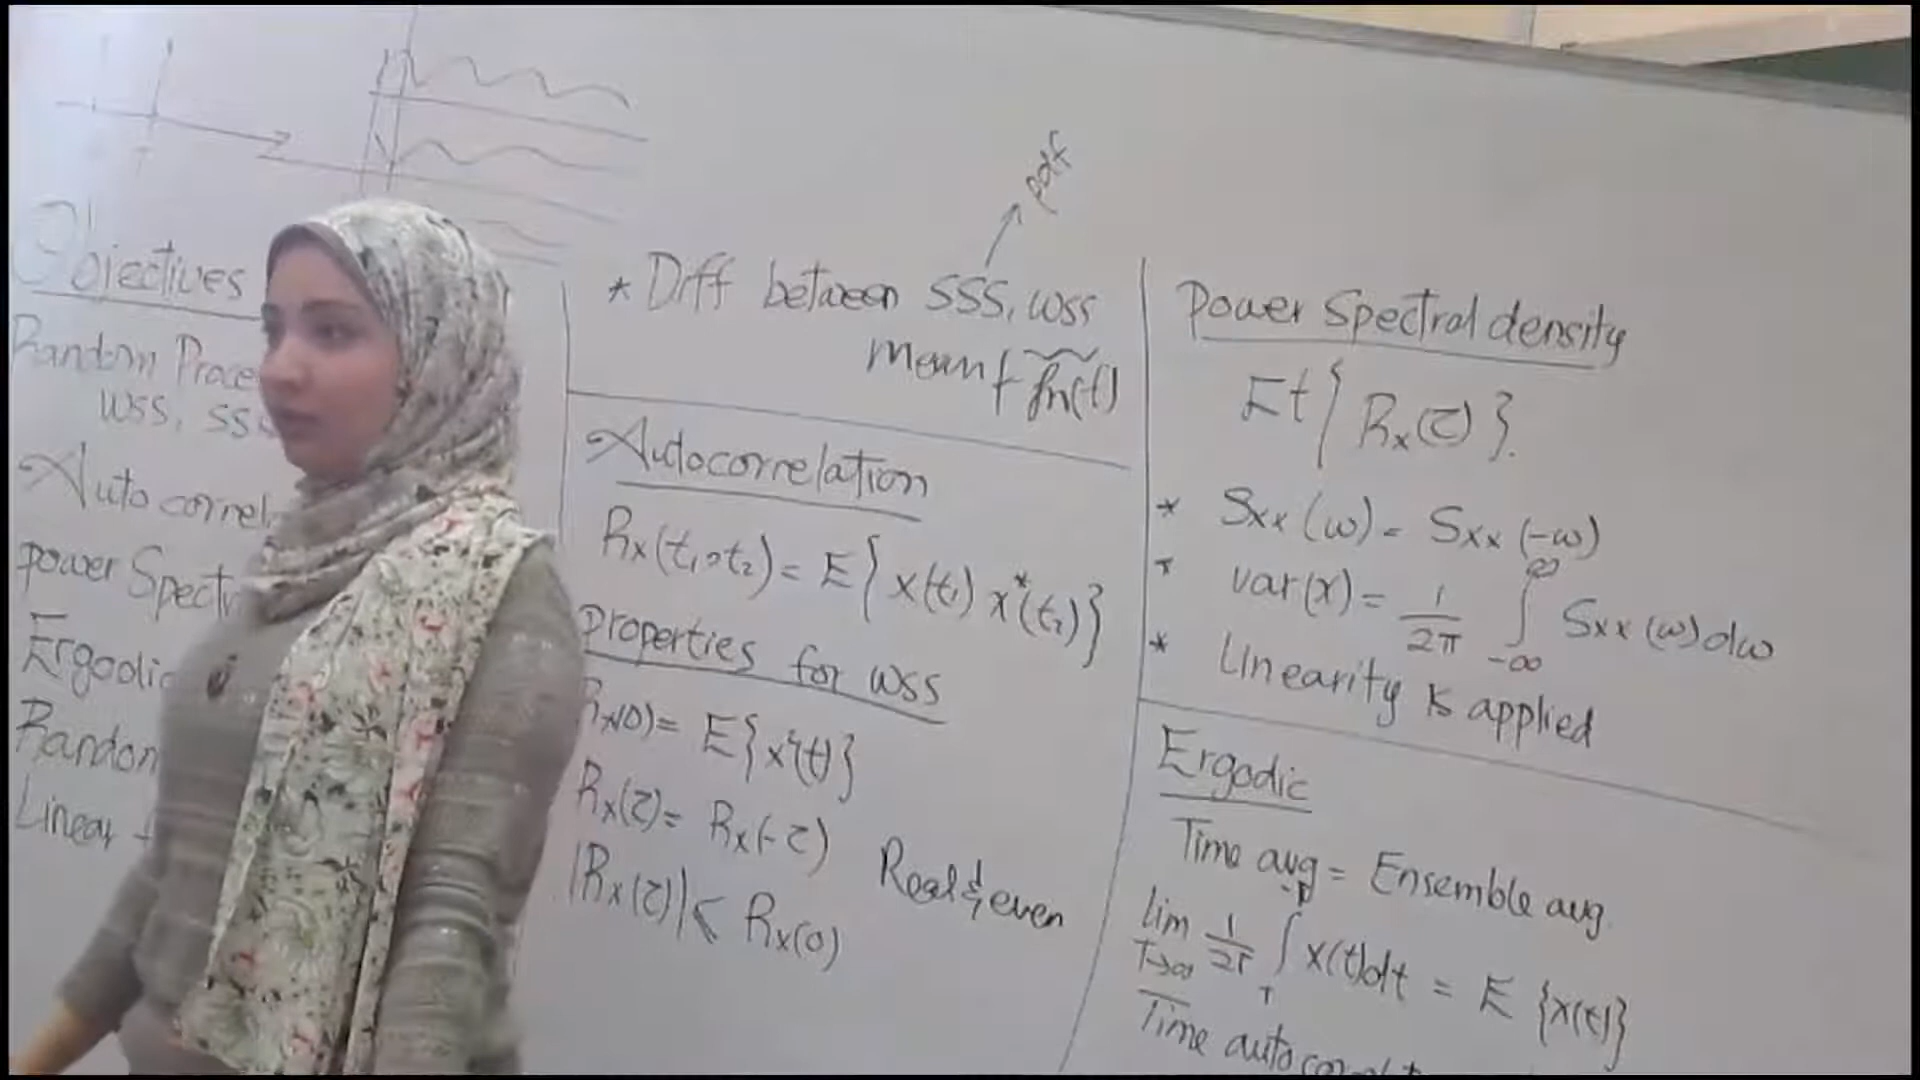 Objectives
Random Proce
WSS, SS
Auto correl
power Spectr
Ergodic
Random
Linear
pdf
* Diff between SSS, WSS
mean fn(t)
Autocorrelation
Rx(t1, t2) = E{x(t1) x*(t2)}
Properties for WSS
Rx(0) = E{x²(t)}
Rx(τ) = Rx(-τ) Real & even
|Rx(τ)| ≤ Rx(0)
Power Spectral density
Ft{Rx(τ)}.
* Sxx(ω) = Sxx(-ω)
* var(x) = 1/2π ∫_{-∞}^{∞} Sxx(ω)dω
* Linearity is applied
Ergodic
Time avg = Ensemble avg.
lim T→∞ 1/2T ∫ x(t)dt = E{x(t)}
Time auto